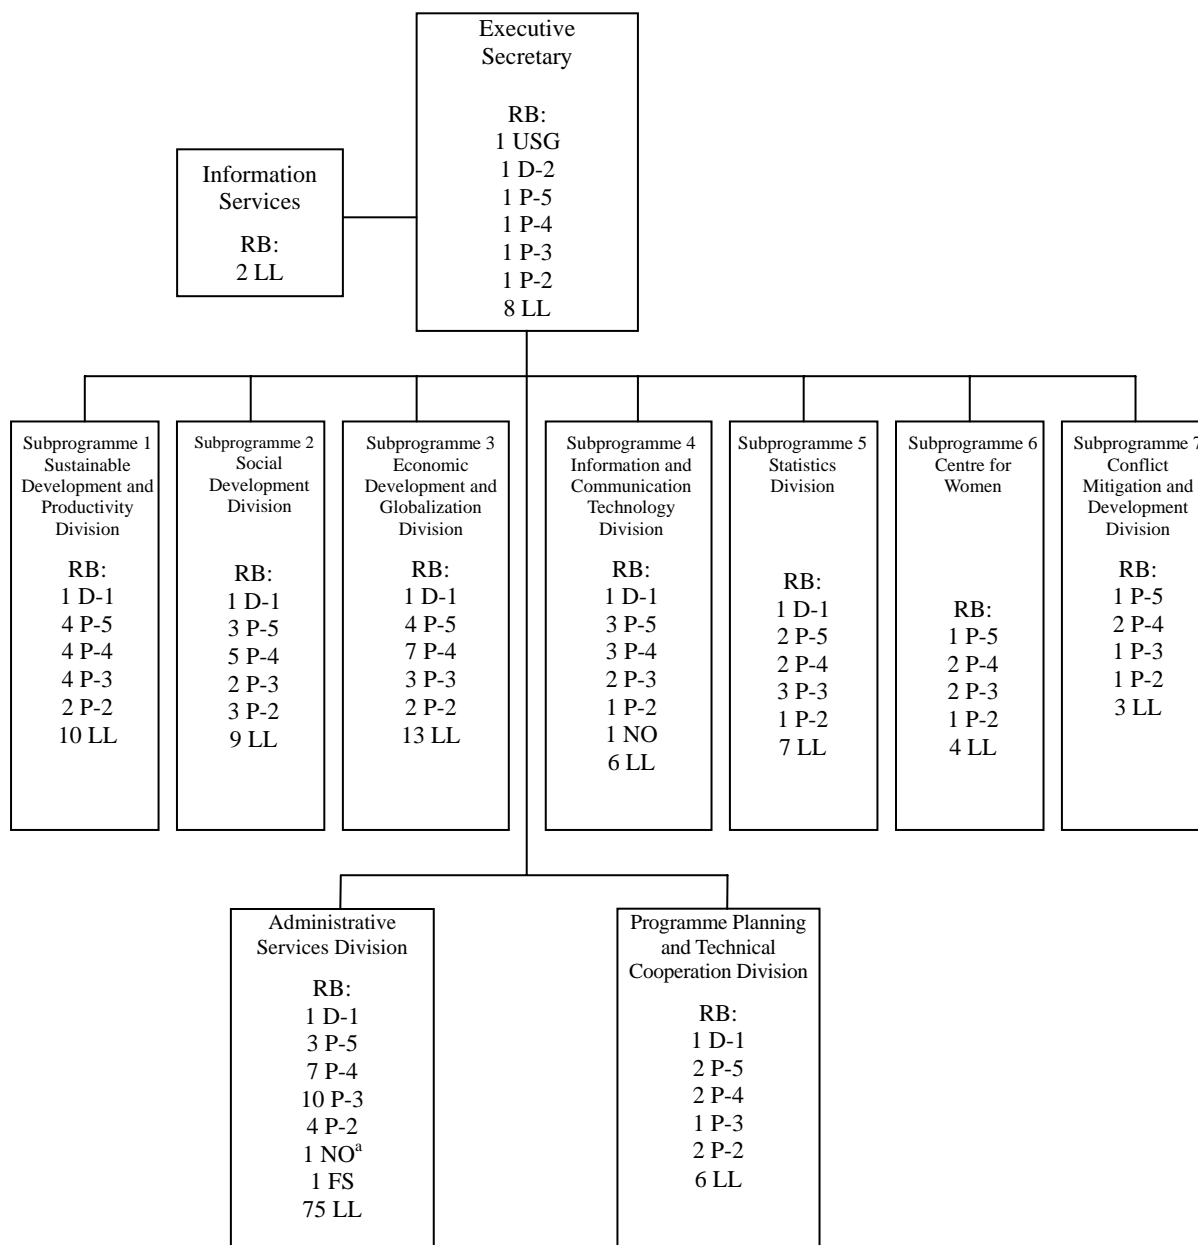 Executive
Secretary
RB:
1 USG
1 D-2
1 P-5
1 P-4
1 P-3
1 P-2
8 LL
Information
Services
RB:
2 LL
Subprogramme 1
Sustainable
Development and
Productivity
Division
RB:
1 D-1
4 P-5
4 P-4
4 P-3
2 P-2
10 LL
Subprogramme 2
Social
Development
Division
RB:
1 D-1
3 P-5
5 P-4
2 P-3
3 P-2
9 LL
Subprogramme 3
Economic
Development and
Globalization
Division
RB:
1 D-1
4 P-5
7 P-4
3 P-3
2 P-2
13 LL
Subprogramme 4
Information and
Communication
Technology
Division
RB:
1 D-1
3 P-5
3 P-4
2 P-3
1 P-2
1 NO
6 LL
Subprogramme 5
Statistics
Division
RB:
1 D-1
2 P-5
2 P-4
3 P-3
1 P-2
7 LL
Subprogramme 6
Centre for
Women
RB:
1 P-5
2 P-4
2 P-3
1 P-2
4 LL
Subprogramme 7
Conflict
Mitigation and
Development
Division
RB:
1 P-5
2 P-4
1 P-3
1 P-2
3 LL
Administrative
Services Division
RB:
1 D-1
3 P-5
7 P-4
10 P-3
4 P-2
1 NOᵃ
1 FS
75 LL
Programme Planning
and Technical
Cooperation Division
RB:
1 D-1
2 P-5
2 P-4
1 P-3
2 P-2
6 LL